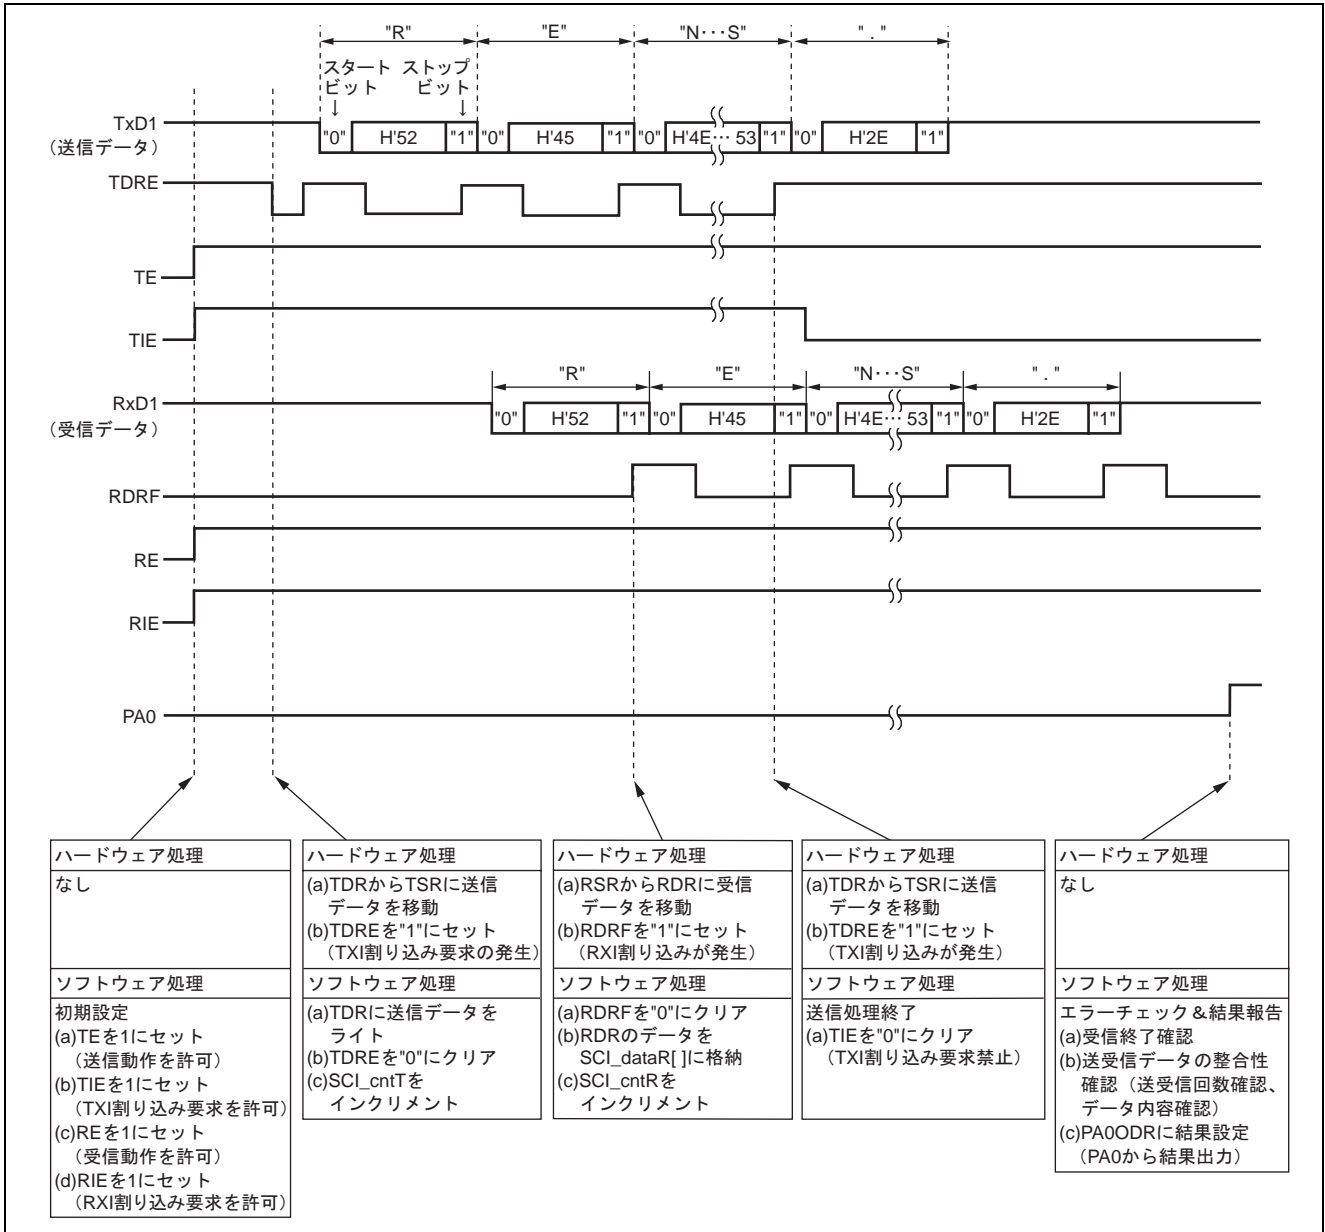 "R" "E" "N･･･S" " . "
スタート ストップ
ビット ビット
↓ ↓
TxD1
(送信データ)
"0" H'52 "1" "0" H'45 "1" "0" H'4E･･･ 53 "1" "0" H'2E "1"
TDRE
TE
TIE
"R" "E" "N･･･S" " . "
RxD1
(受信データ)
"0" H'52 "1" "0" H'45 "1" "0" H'4E･･･ 53 "1" "0" H'2E "1"
RDRF
RE
RIE
PA0
ハードウェア処理
なし
ソフトウェア処理
初期設定
(a)TEを1にセット
(送信動作を許可)
(b)TIEを1にセット
(TXI割り込み要求を許可)
(c)REを1にセット
(受信動作を許可)
(d)RIEを1にセット
(RXI割り込み要求を許可)
ハードウェア処理
(a)TDRからTSRに送信
データを移動
(b)TDREを"1"にセット
(TXI割り込み要求の発生)
ソフトウェア処理
(a)TDRに送信データを
ライト
(b)TDREを"0"にクリア
(c)SCI_cntTを
インクリメント
ハードウェア処理
(a)RSRからRDRに受信
データを移動
(b)RDRFを"1"にセット
(RXI割り込みが発生)
ソフトウェア処理
(a)RDRFを"0"にクリア
(b)RDRのデータを
SCI_dataR[ ]に格納
(c)SCI_cntRを
インクリメント
ハードウェア処理
(a)TDRからTSRに送信
データを移動
(b)TDREを"1"にセット
(TXI割り込みが発生)
ソフトウェア処理
送信処理終了
(a)TIEを"0"にクリア
(TXI割り込み要求禁止)
ハードウェア処理
なし
ソフトウェア処理
エラーチェック＆結果報告
(a)受信終了確認
(b)送受信データの整合性
確認（送受信回数確認、
データ内容確認）
(c)PA0ODRに結果設定
(PA0から結果出力)